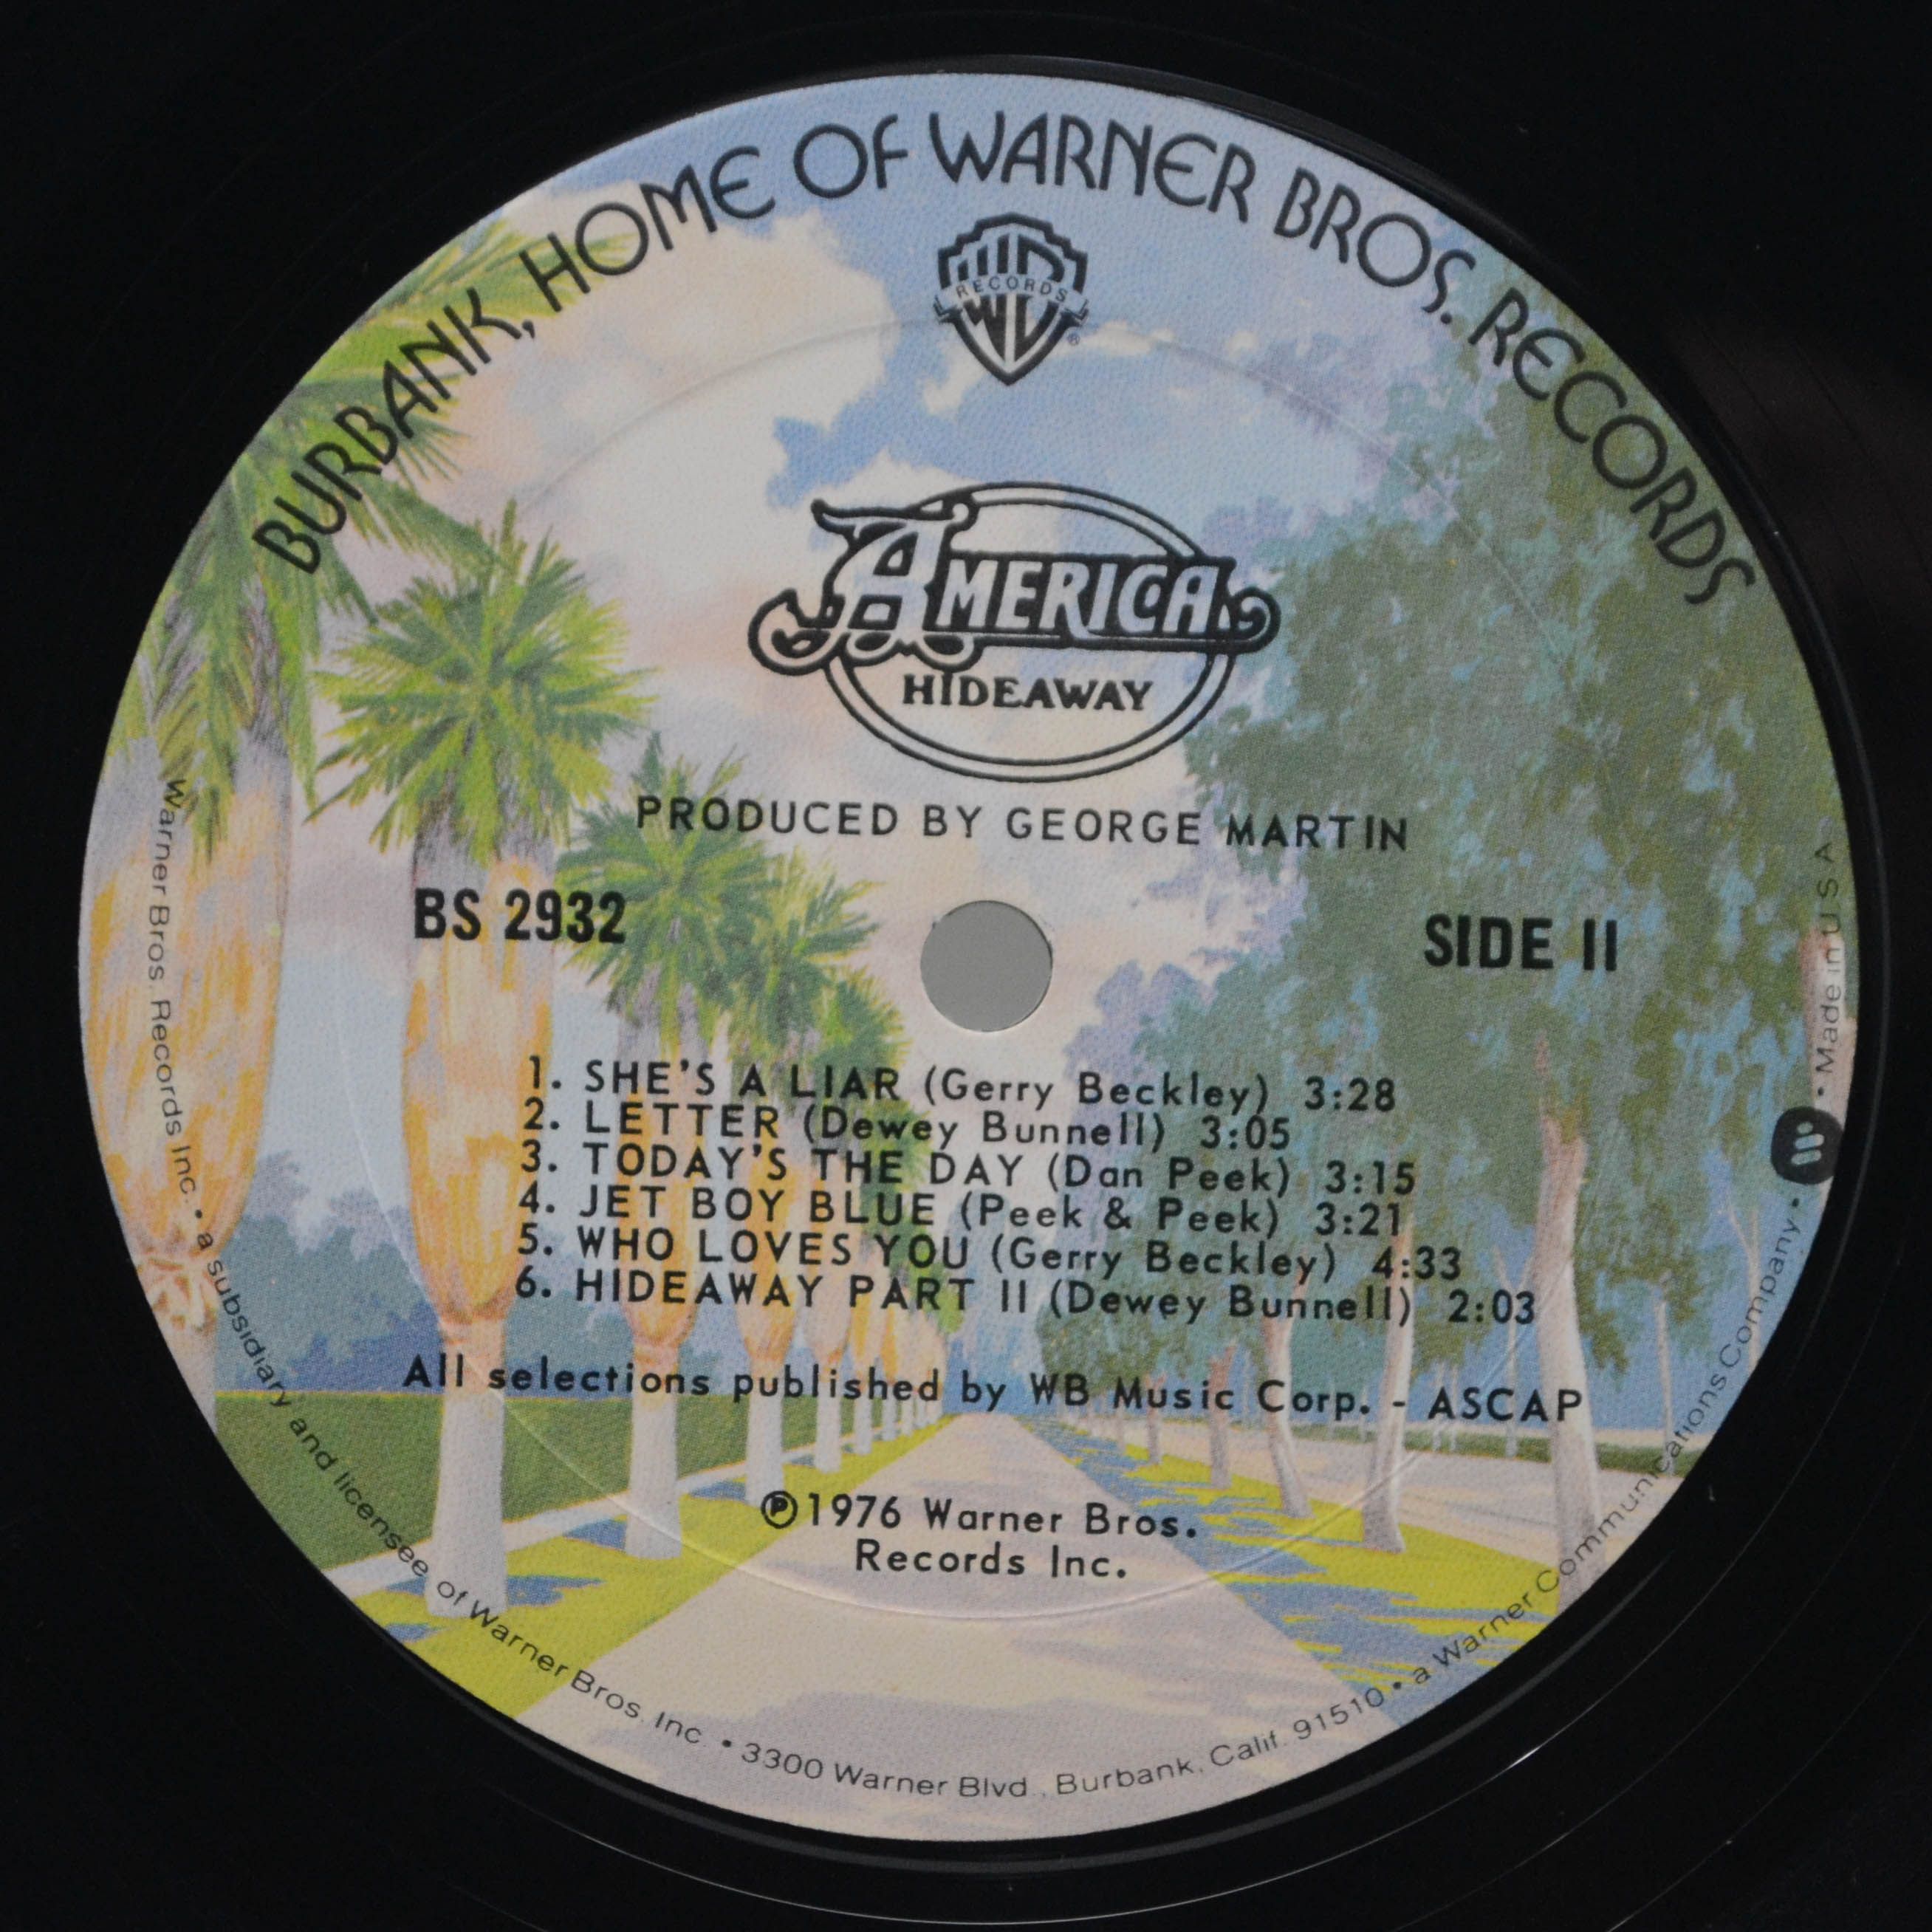 BURBANK, HOME OF WARNER BROS. RECORDS
RECORDS
®
AMERICA
HIDEAWAY
PRODUCED BY GEORGE MARTIN
BS 2932
SIDE II
1. SHE'S A LIAR (Gerry Beckley) 3:28
2. LETTER (Dewey Bunnell) 3:05
3. TODAY'S THE DAY (Dan Peek) 3:15
4. JET BOY BLUE (Peek & Peek) 3:21
5. WHO LOVES YOU (Gerry Beckley) 4:33
6. HIDEAWAY PART II (Dewey Bunnell) 2:03
All selections published by WB Music Corp. - ASCAP
℗1976 Warner Bros.
Records Inc.
Warner Bros. Records Inc. • a subsidiary and licensee of Warner Bros. Inc. • 3300 Warner Blvd., Burbank, Calif. 91510 • a Warner Communications Company • • Made in U S A